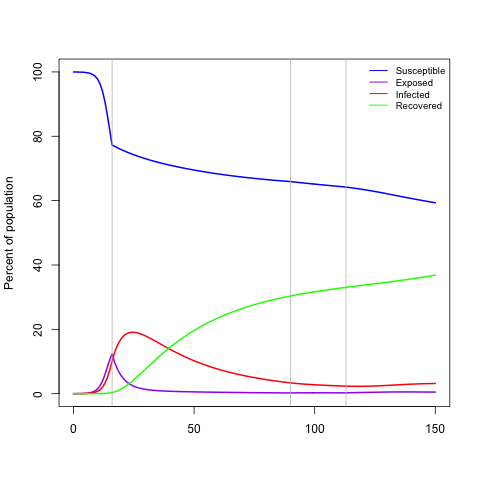 Susceptible
Exposed
Infected
Recovered
Percent of population
100
80
60
40
20
0
0 50 100 150